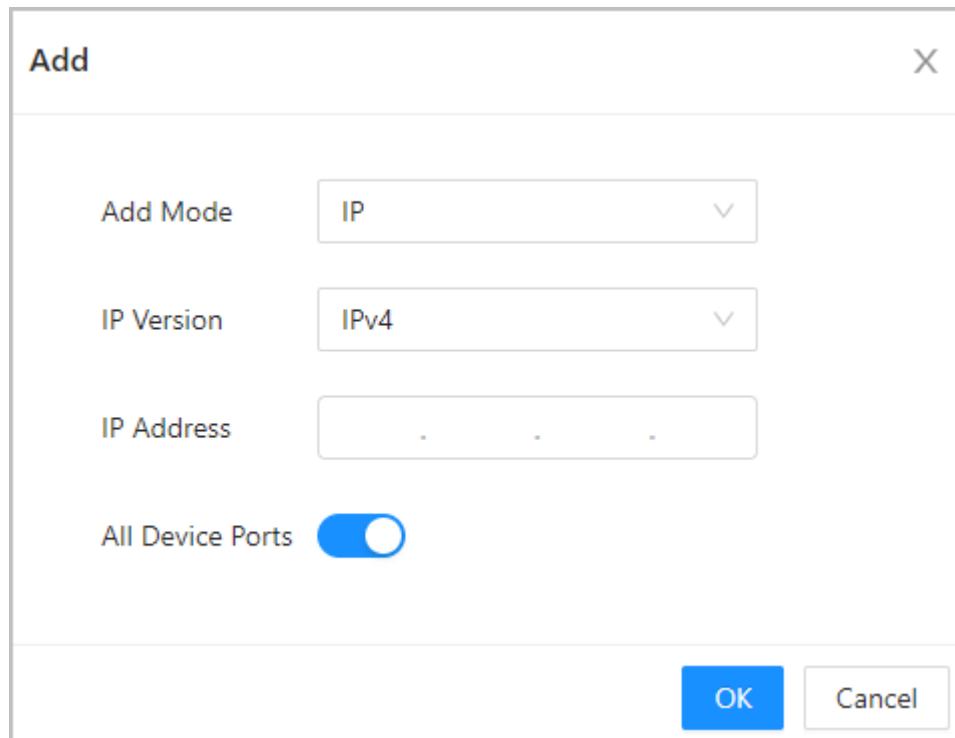 Add X
Add Mode IP
IP Version IPv4
IP Address . . .
All Device Ports
OK Cancel